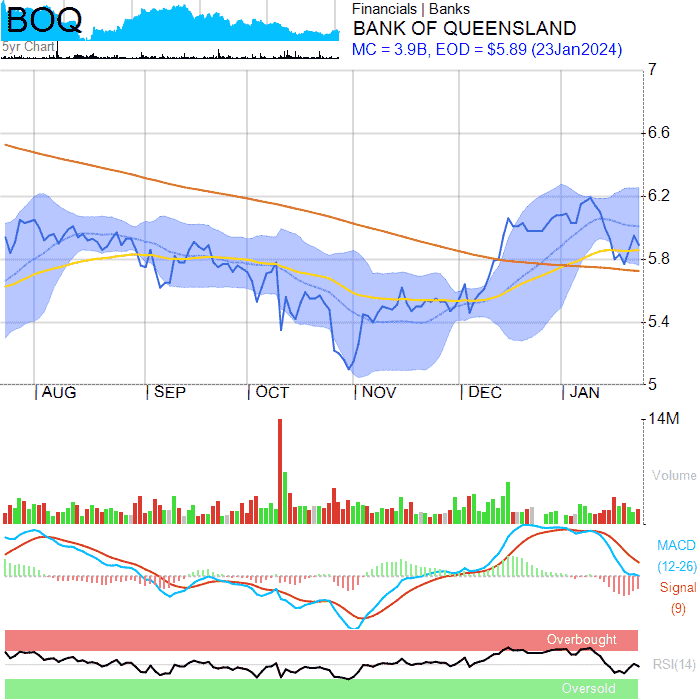 BOQ
5yr Chart
Financials | Banks
BANK OF QUEENSLAND
MC = 3.9B, EOD = $5.89 (23Jan2024)
7
6.6
6.2
5.8
5.4
5
AUG SEP OCT NOV DEC JAN
14M
Volume
MACD
(12-26)
Signal
(9)
Overbought
RSI(14)
Oversold